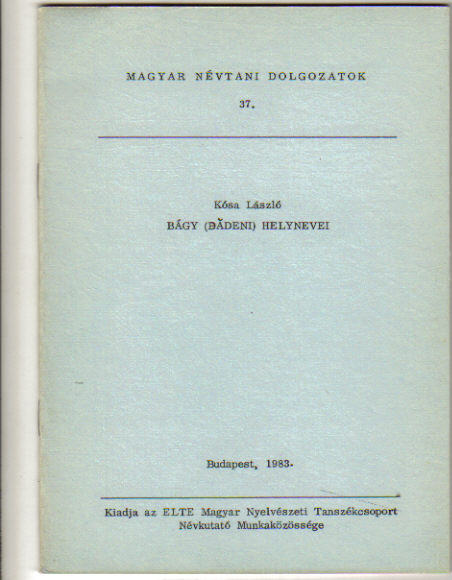 MAGYAR NÉVTANI DOLGOZATOK
37.
Kósa László
BÁGY (BĂDENI) HELYNEVEI
Budapest, 1983.
Kiadja az ELTE Magyar Nyelvészeti Tanszékcsoport
Névkutató Munkaközössége